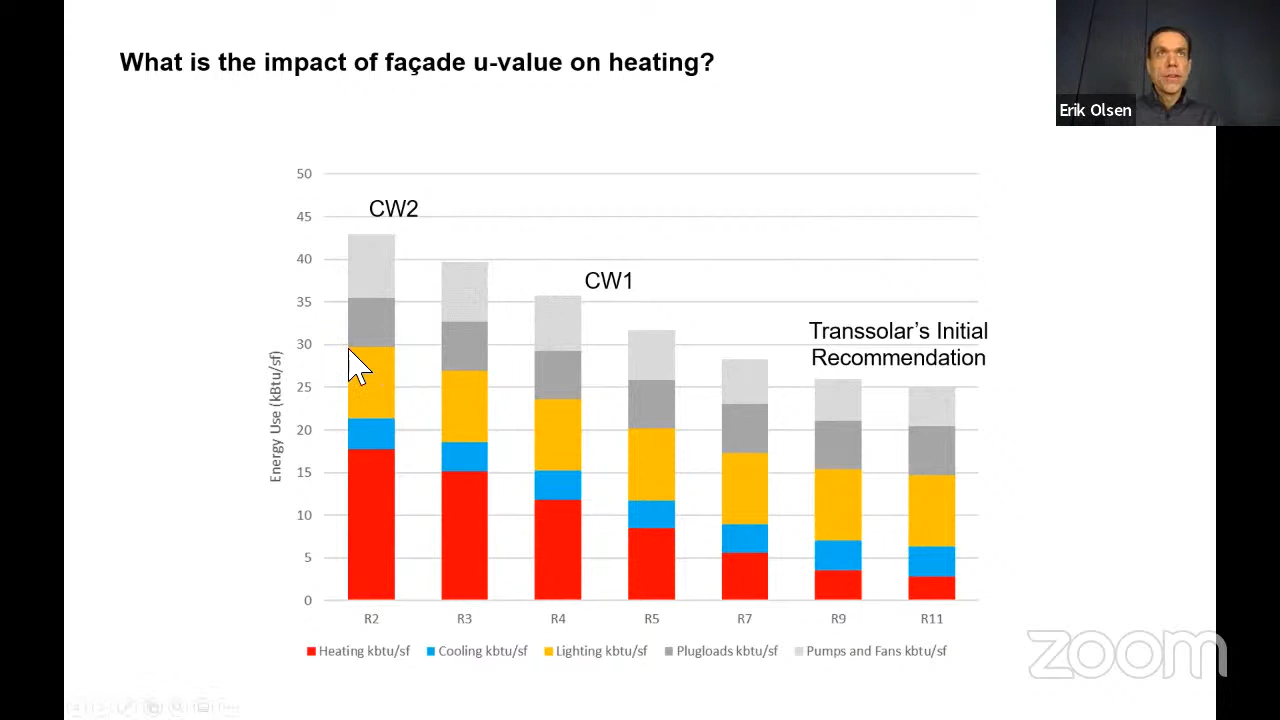 What is the impact of façade u-value on heating?
Erik Olsen
50
45
40
35
30
25
20
15
10
5
0
Energy Use (kBtu/sf)
CW2
CW1
Transsolar's Initial
Recommendation
R2 R3 R4 R5 R7 R9 R11
Heating kbtu/sf Cooling kbtu/sf Lighting kbtu/sf Plugloads kbtu/sf Pumps and Fans kbtu/sf
zoom